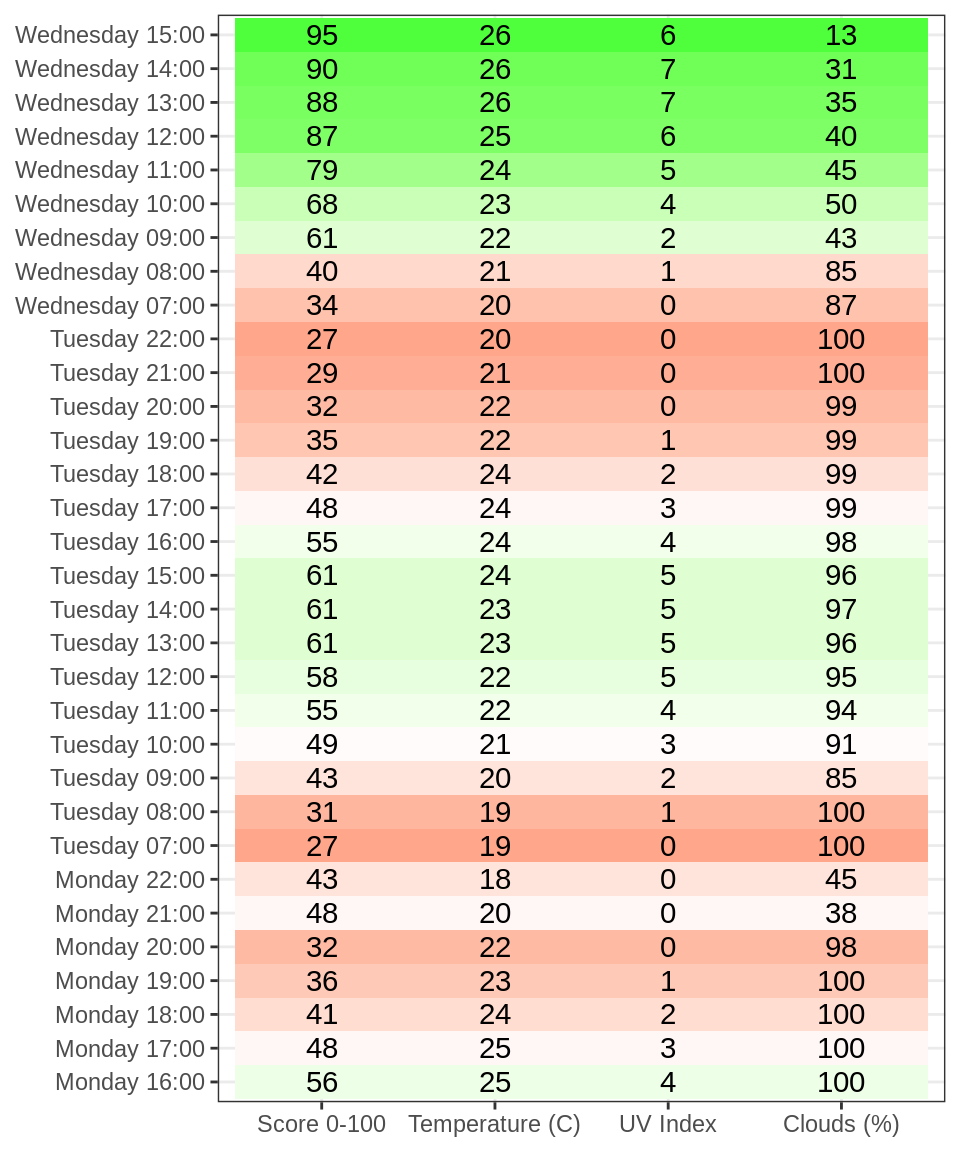 Wednesday 15:00 95 26 6 13
Wednesday 14:00 90 26 7 31
Wednesday 13:00 88 26 7 35
Wednesday 12:00 87 25 6 40
Wednesday 11:00 79 24 5 45
Wednesday 10:00 68 23 4 50
Wednesday 09:00 61 22 2 43
Wednesday 08:00 40 21 1 85
Wednesday 07:00 34 20 0 87
Tuesday 22:00 27 20 0 100
Tuesday 21:00 29 21 0 100
Tuesday 20:00 32 22 0 99
Tuesday 19:00 35 22 1 99
Tuesday 18:00 42 24 2 99
Tuesday 17:00 48 24 3 99
Tuesday 16:00 55 24 4 98
Tuesday 15:00 61 24 5 96
Tuesday 14:00 61 23 5 97
Tuesday 13:00 61 23 5 96
Tuesday 12:00 58 22 5 95
Tuesday 11:00 55 22 4 94
Tuesday 10:00 49 21 3 91
Tuesday 09:00 43 20 2 85
Tuesday 08:00 31 19 1 100
Tuesday 07:00 27 19 0 100
Monday 22:00 43 18 0 45
Monday 21:00 48 20 0 38
Monday 20:00 32 22 0 98
Monday 19:00 36 23 1 100
Monday 18:00 41 24 2 100
Monday 17:00 48 25 3 100
Monday 16:00 56 25 4 100
Score 0-100 Temperature (C) UV Index Clouds (%)